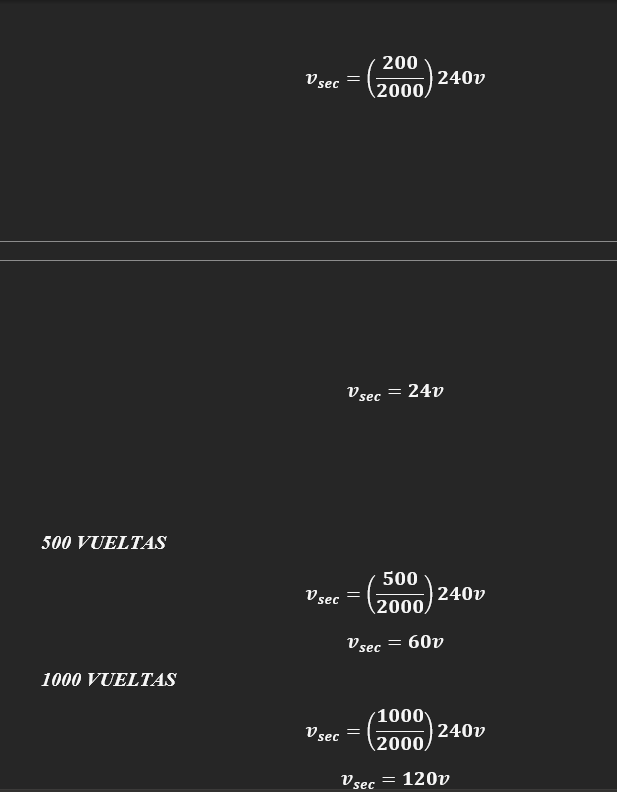 v_sec = (200/2000) 240v
v_sec = 24v
500 VUELTAS
v_sec = (500/2000) 240v
v_sec = 60v
1000 VUELTAS
v_sec = (1000/2000) 240v
v_sec = 120v